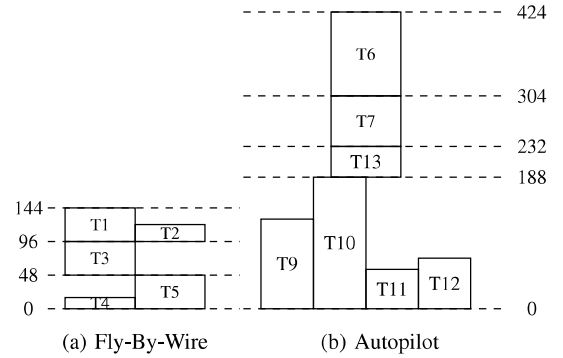 424
T6
304
T7
232
T13
188
144
T1
T2
T10
96
T9
T3
48
T5
T11
T12
T4
0
0
(a) Fly-By-Wire
(b) Autopilot